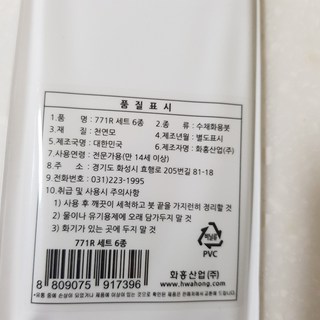 품 질 표 시
1.품 명 : 771R 세트 6종 2.종 류 : 수채화용붓
3.재 질 : 천연모 4.제조년월 : 별도표시
5.제조국명 : 대한민국 6.제조자명 : 화홍산업(주)
7.사용연령 : 전문가용(만 14세 이상)
8.주 소 : 경기도 화성시 효행로 205번길 81-18
9.전화번호 : 031)223-1995
10.취급 및 사용시 주의사항
1) 사용 후 깨끗이 세척하고 붓 끝을 가지런히 정리할 것
2) 물이나 유기용제에 오래 담가두지 말 것
3) 화기가 있는 곳에 두지 말 것
771R 세트 6종
8 809075 917396
PVC
화홍산업(주)
www.hwahong.com